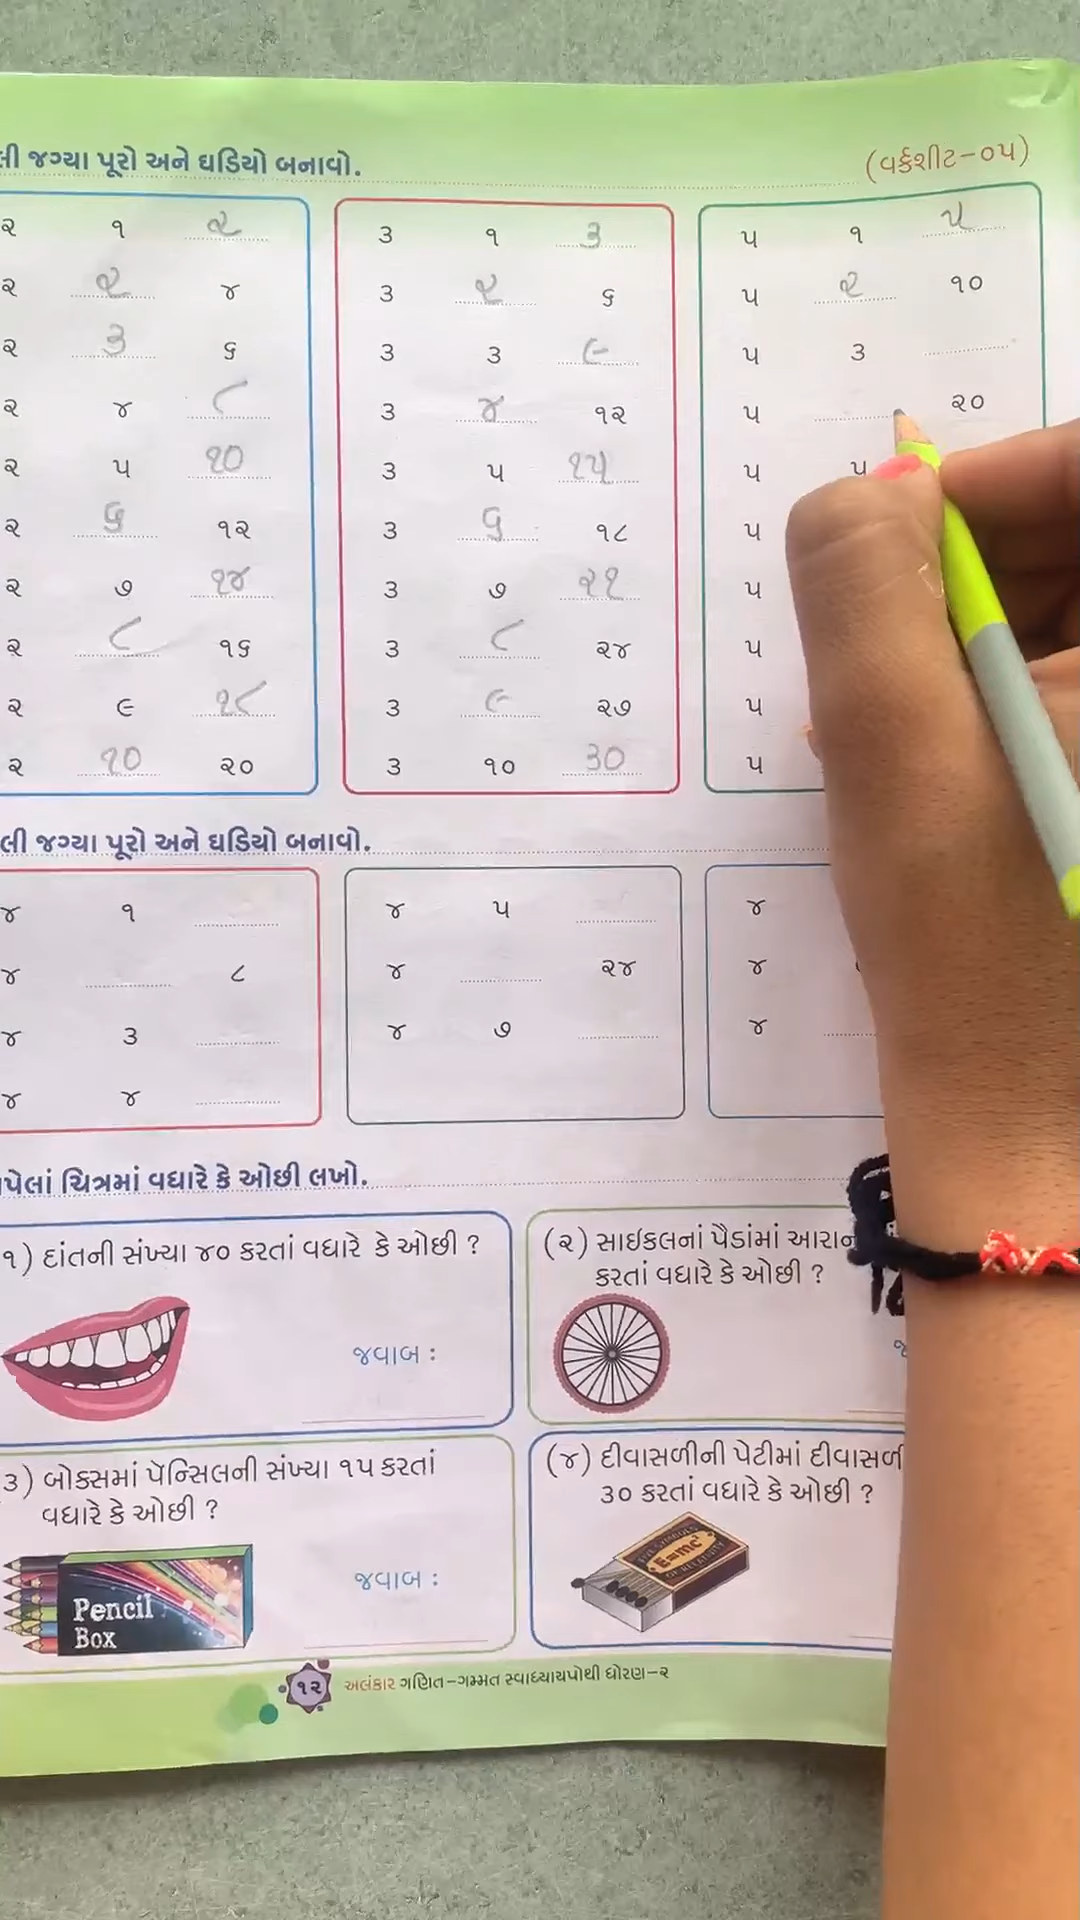 લી જગ્યા પૂરો અને ઘડિયો બનાવો.
(વર્કશીટ-૦૫)
૨ ૧ ૨
૨ ૨ ૪
૨ ૩ ૬
૨ ૪ ૮
૨ ૫ ૧૦
૨ ૬ ૧૨
૨ ૭ ૧૪
૨ ૮ ૧૬
૨ ૯ ૧૮
૨ ૧૦ ૨૦
૩ ૧ ૩
૩ ૨ ૬
૩ ૩ ૯
૩ ૪ ૧૨
૩ ૫ ૧૫
૩ ૬ ૧૮
૩ ૭ ૨૧
૩ ૮ ૨૪
૩ ૯ ૨૭
૩ ૧૦ ૩૦
૫ ૧ ૫
૫ ૨ ૧૦
૫ ૩
૫ ૨૦
૫ ૫
૫
૫
૫
૫
૫
લી જગ્યા પૂરો અને ઘડિયો બનાવો.
૪ ૧
૪ ૮
૪ ૩
૪ ૪
૪ ૫
૪ ૨૪
૪ ૭
૪
૪
૪
પેલાં ચિત્રમાં વધારે કે ઓછી લખો.
૧) દાંતની સંખ્યા ૪૦ કરતાં વધારે કે ઓછી ?
જવાબ :
(૨) સાઇકલનાં પૈડાંમાં આરાન
કરતાં વધારે કે ઓછી ?
૩) બોક્સમાં પેૅન્સિલની સંખ્યા ૧૫ કરતાં
વધારે કે ઓછી ?
Pencil
Box
જવાબ :
(૪) દીવાસળીની પેટીમાં દીવાસળ
૩૦ કરતાં વધારે કે ઓછી ?
E=mc²
OF RELATIVITY
૧૨ અલંકાર ગણિત-ગમ્મત સ્વાધ્યાયપોથી ધોરણ-૨